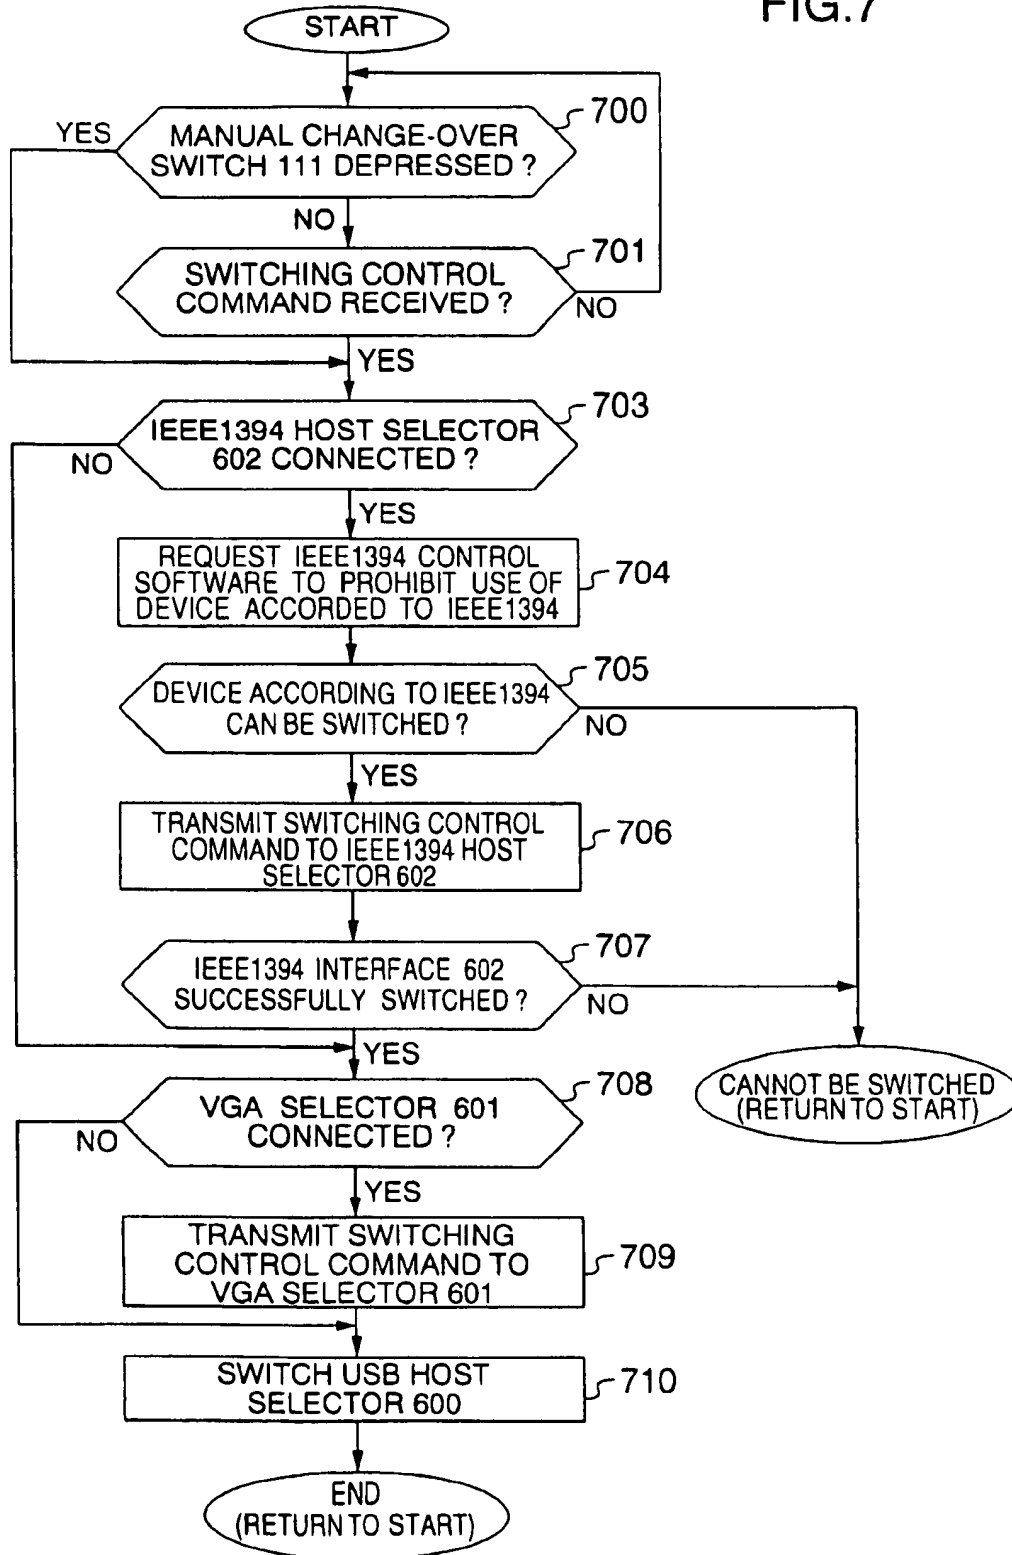 FIG.7
START
700
YES
MANUAL CHANGE-OVER
SWITCH 111 DEPRESSED ?
NO
701
SWITCHING CONTROL
COMMAND RECEIVED ?
NO
YES
703
IEEE1394 HOST SELECTOR
602 CONNECTED ?
NO
YES
REQUEST IEEE1394 CONTROL
SOFTWARE TO PROHIBIT USE OF
DEVICE ACCORDED TO IEEE1394
704
705
DEVICE ACCORDING TO IEEE1394
CAN BE SWITCHED ?
NO
YES
TRANSMIT SWITCHING CONTROL
COMMAND TO IEEE1394 HOST
SELECTOR 602
706
707
IEEE1394 INTERFACE 602
SUCCESSFULLY SWITCHED ?
NO
YES
CANNOT BE SWITCHED
(RETURN TO START)
708
VGA SELECTOR 601
CONNECTED ?
NO
YES
TRANSMIT SWITCHING
CONTROL COMMAND TO
VGA SELECTOR 601
709
SWITCH USB HOST
SELECTOR 600
710
END
(RETURN TO START)